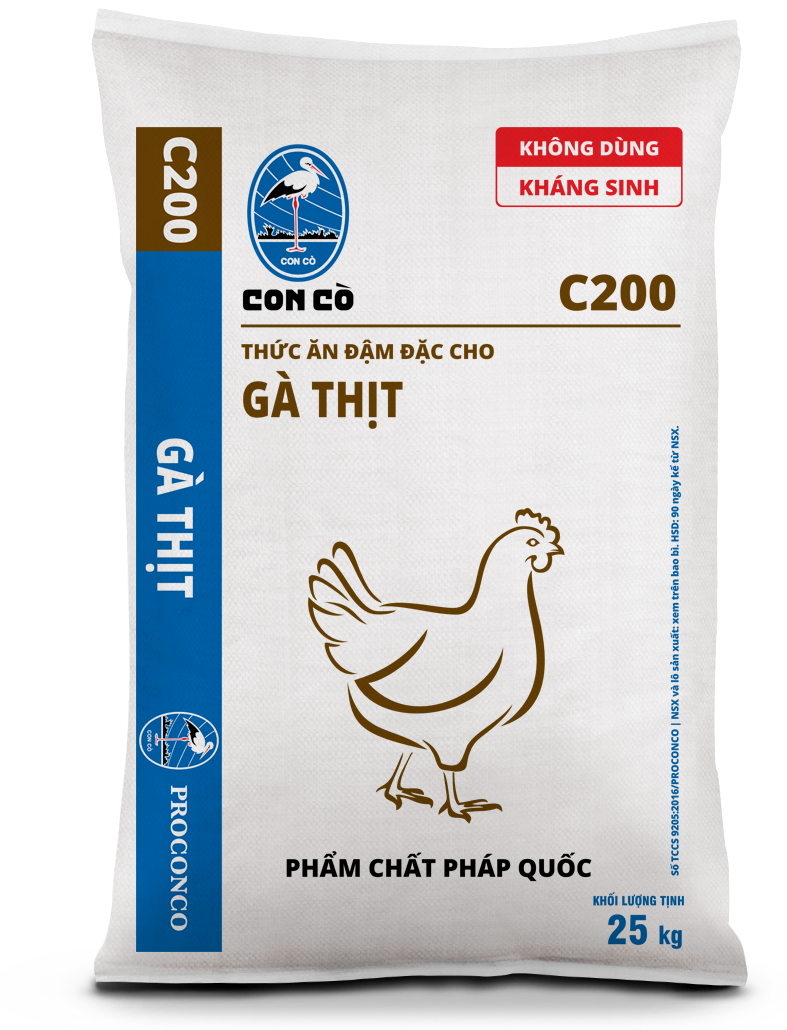 C200
GÀ THỊT
CON CÒ
PROCONCO
CON CÒ
CON CÒ
KHÔNG DÙNG
KHÁNG SINH
C200
THỨC ĂN ĐẬM ĐẶC CHO
GÀ THỊT
Số TCCS 9205:2016/PROCONCO | NSX và lô sản xuất: xem trên bao bì. HSD: 90 ngày kể từ NSX.
PHẨM CHẤT PHÁP QUỐC
KHỐI LƯỢNG TỊNH
25 kg